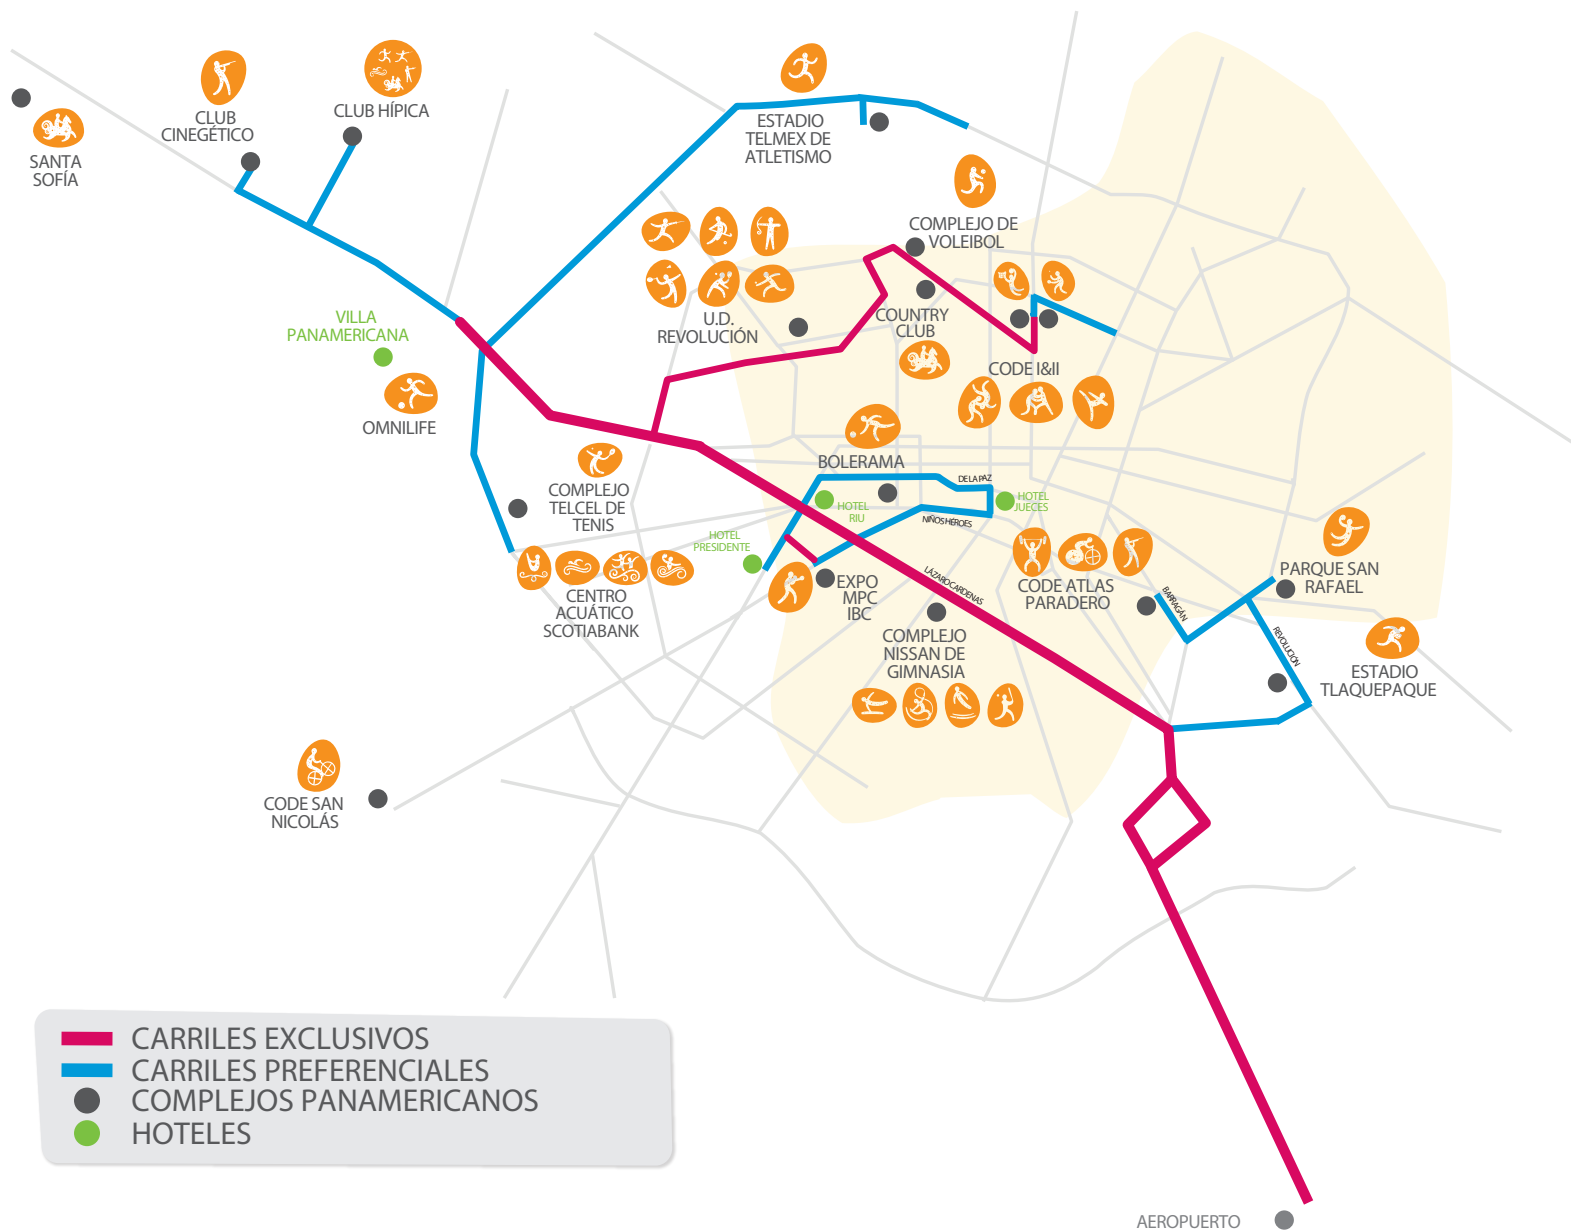 CLUB
CINEGÉTICO
CLUB HÍPICA
SANTA
SOFÍA
ESTADIO
TELMEX DE
ATLETISMO
COMPLEJO DE
VOLEIBOL
VILLA
PANAMERICANA
U.D.
REVOLUCIÓN
COUNTRY
CLUB
CODE I&II
OMNILIFE
BOLERAMA
COMPLEJO
TELCEL DE
TENIS
DE LA PAZ
HOTEL
RIU
HOTEL
JUECES
NIÑOS HÉROES
HOTEL
PRESIDENTE
LÁZARO CARDENAS
EXPO
MPC
IBC
CENTRO
ACUÁTICO
SCOTIABANK
CODE ATLAS
PARADERO
BARRAGÁN
PARQUE SAN
RAFAEL
REVOLUCIÓN
COMPLEJO
NISSAN DE
GIMNASIA
ESTADIO
TLAQUEPAQUE
CODE SAN
NICOLÁS
CARRILES EXCLUSIVOS
CARRILES PREFERENCIALES
COMPLEJOS PANAMERICANOS
HOTELES
AEROPUERTO